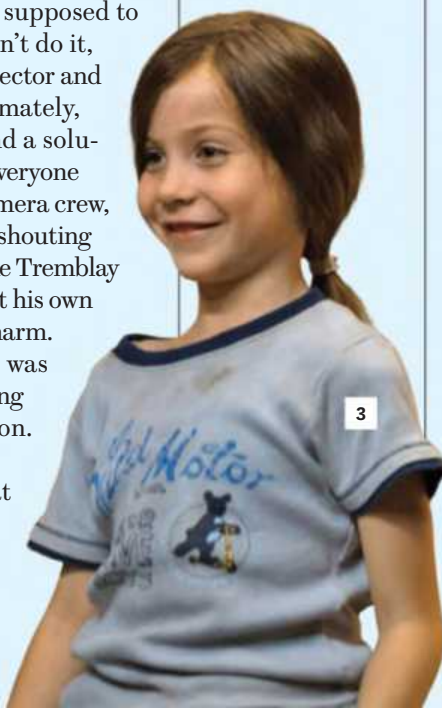 supposed to
n't do it,
ector and
mately,
d a solu-
veryone
mera crew,
shouting
e Tremblay
t his own
harm.
was
ng
on.
t
3
Motor